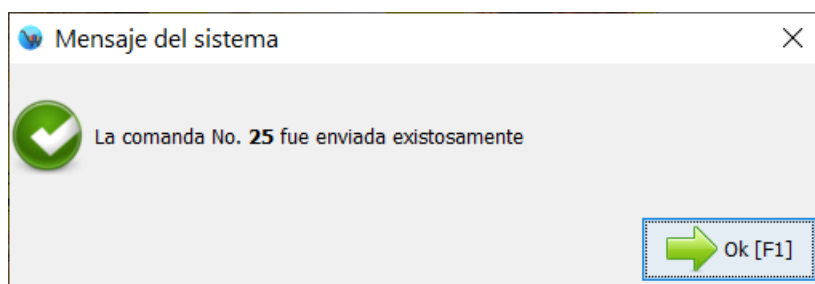 Mensaje del sistema
La comanda No. 25 fue enviada existosamente
Ok [F1]